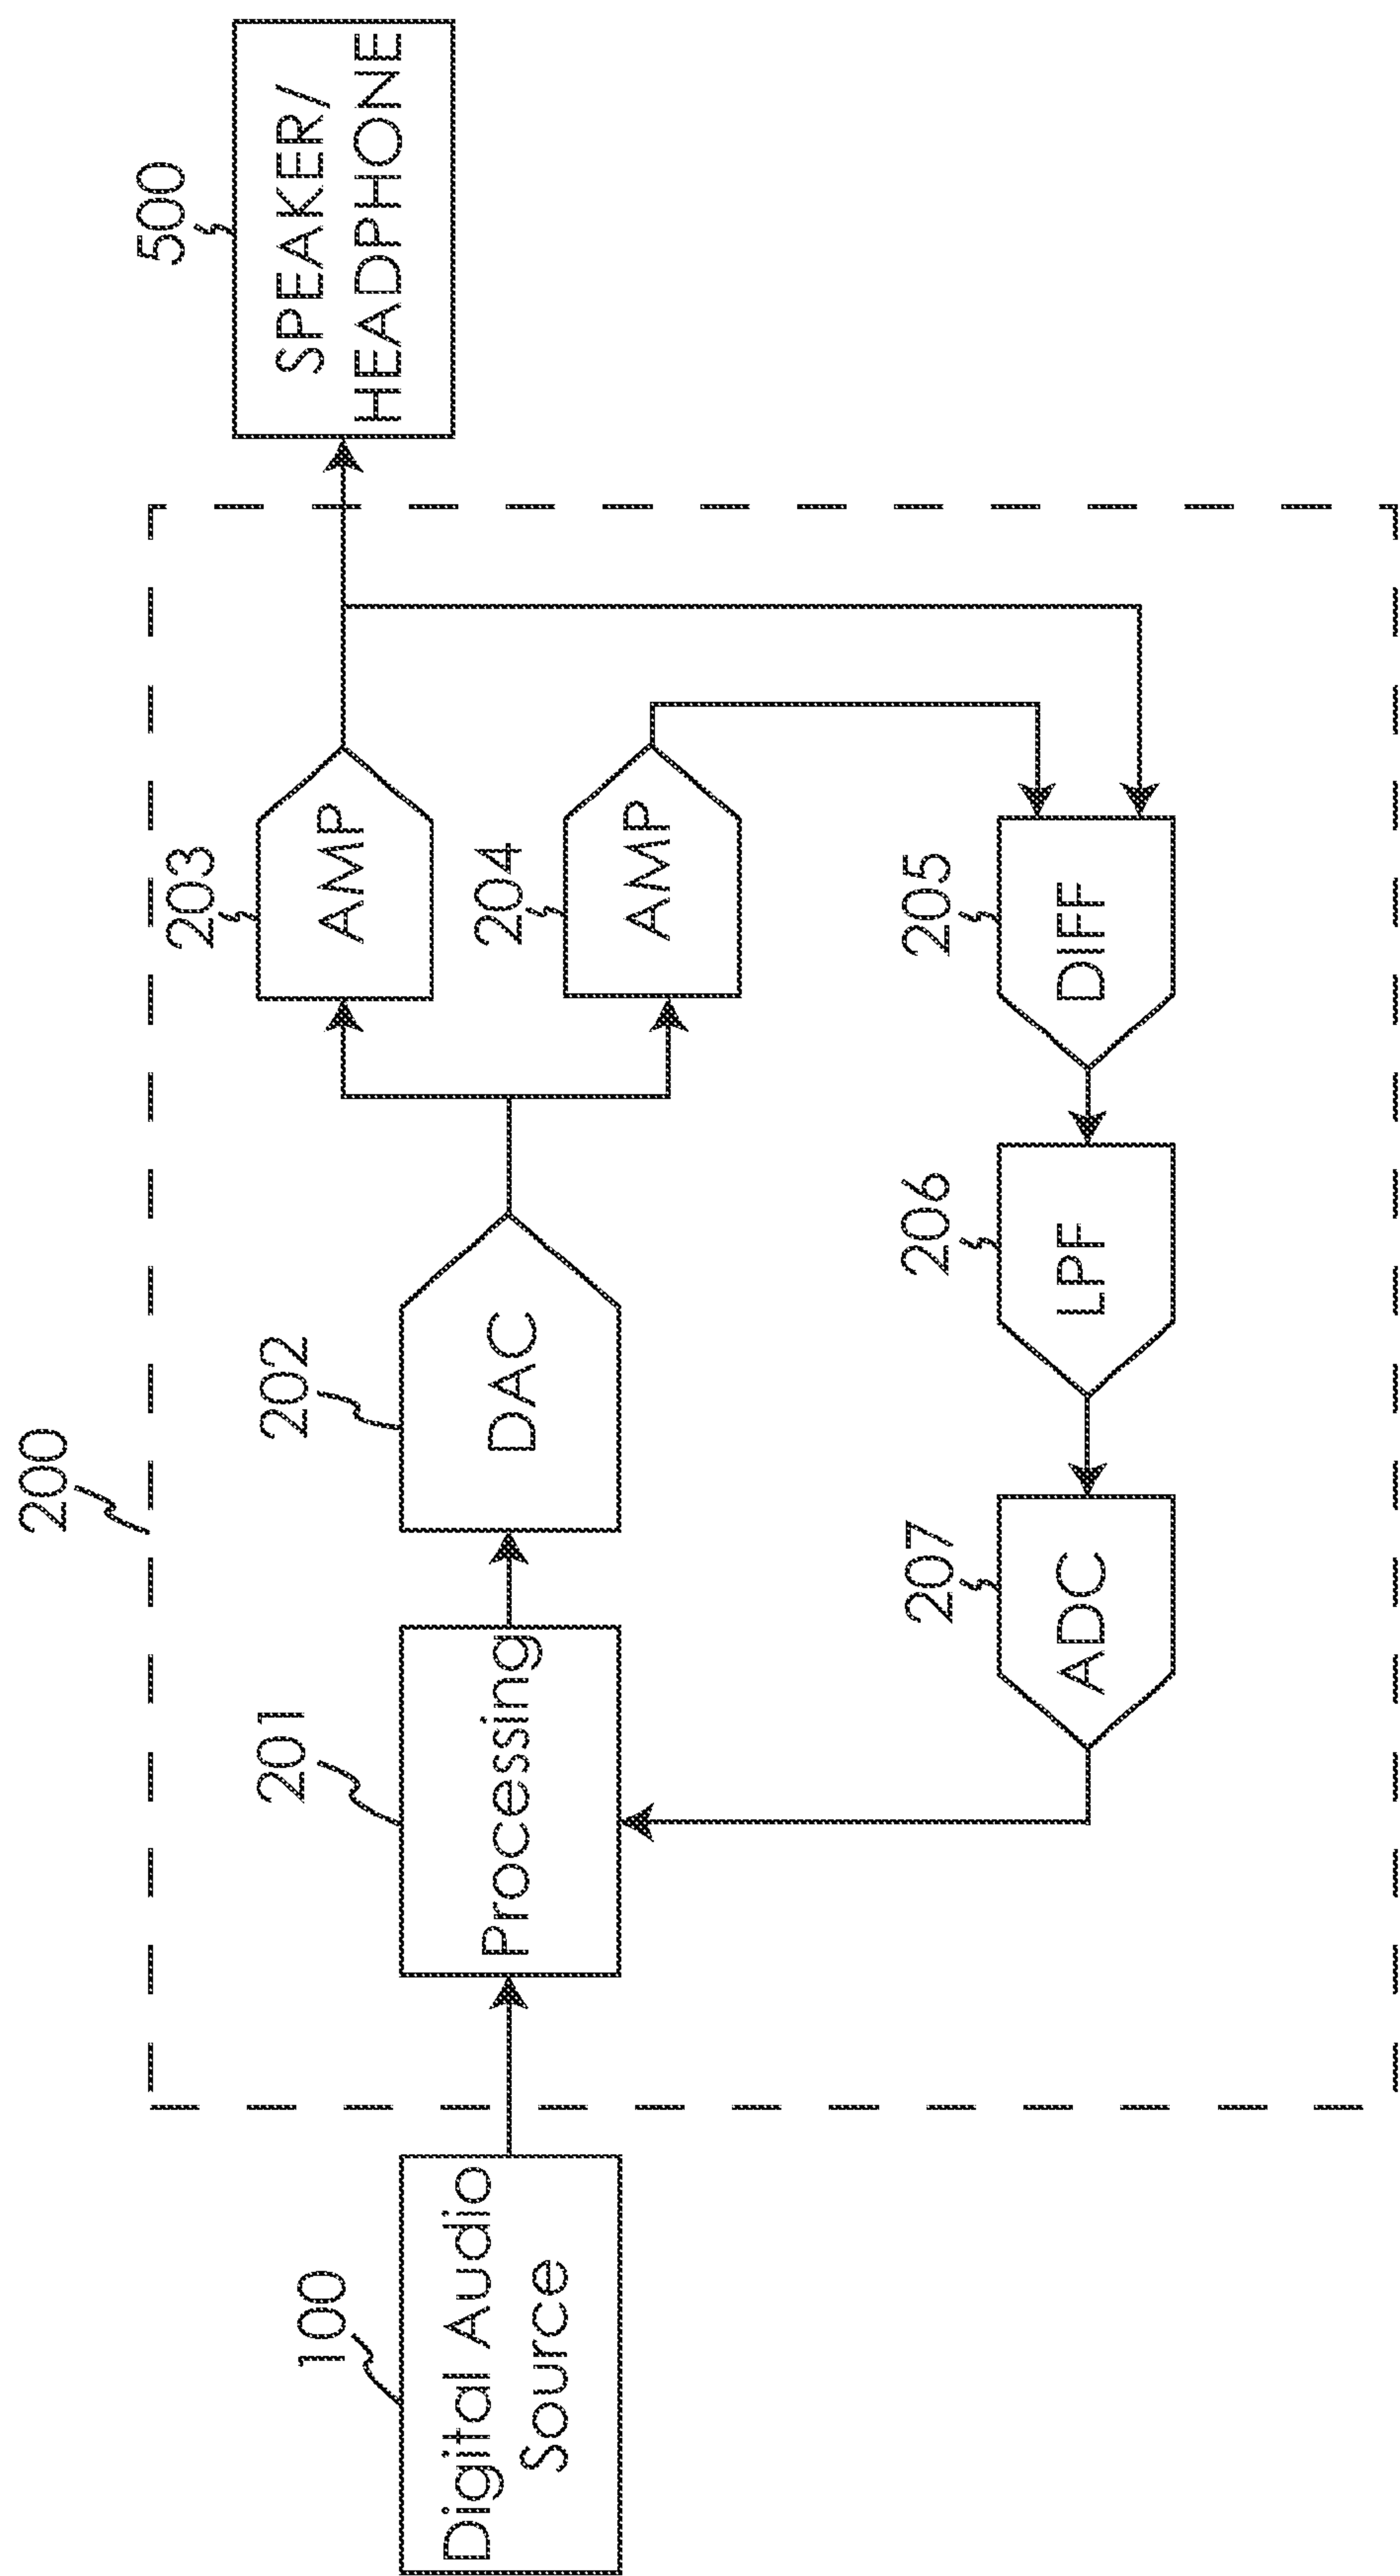 200
100
Digital Audio
Source
201
Processing
202
DAC
203
AMP
204
AMP
500
SPEAKER/
HEADPHONE
207
ADC
206
LPF
205
DIFF